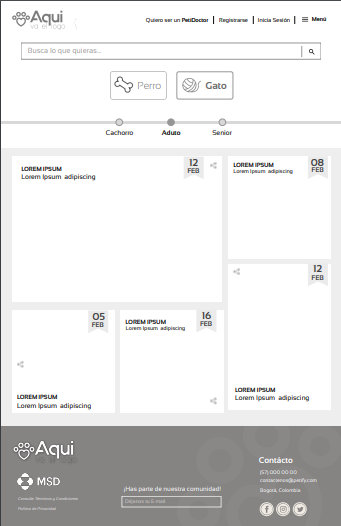 Aqui
va el logo
Quiero ser un PetDoctor | Registrarse | Inicia Sesión | Menú
Busca lo que quieras...
Perro
Gato
Cachorro
Aduto
Senior
LOREM IPSUM
Lorem Ipsum adipiscing
12
FEB
LOREM IPSUM
Lorem Ipsum adipiscing
08
FEB
12
FEB
LOREM IPSUM
Lorem Ipsum adipiscing
05
FEB
LOREM IPSUM
Lorem Ipsum adipiscing
LOREM IPSUM
Lorem Ipsum adipiscing
16
FEB
Aqui
va el logo
MSD
Consulte Términos y Condiciones
Política de Privacidad
¡Has parte de nuestra comunidad!
Déjanos tu E-mail
Contácto
(57) 000 00 00
contactenos@petify.com
Bogotá, Colombia